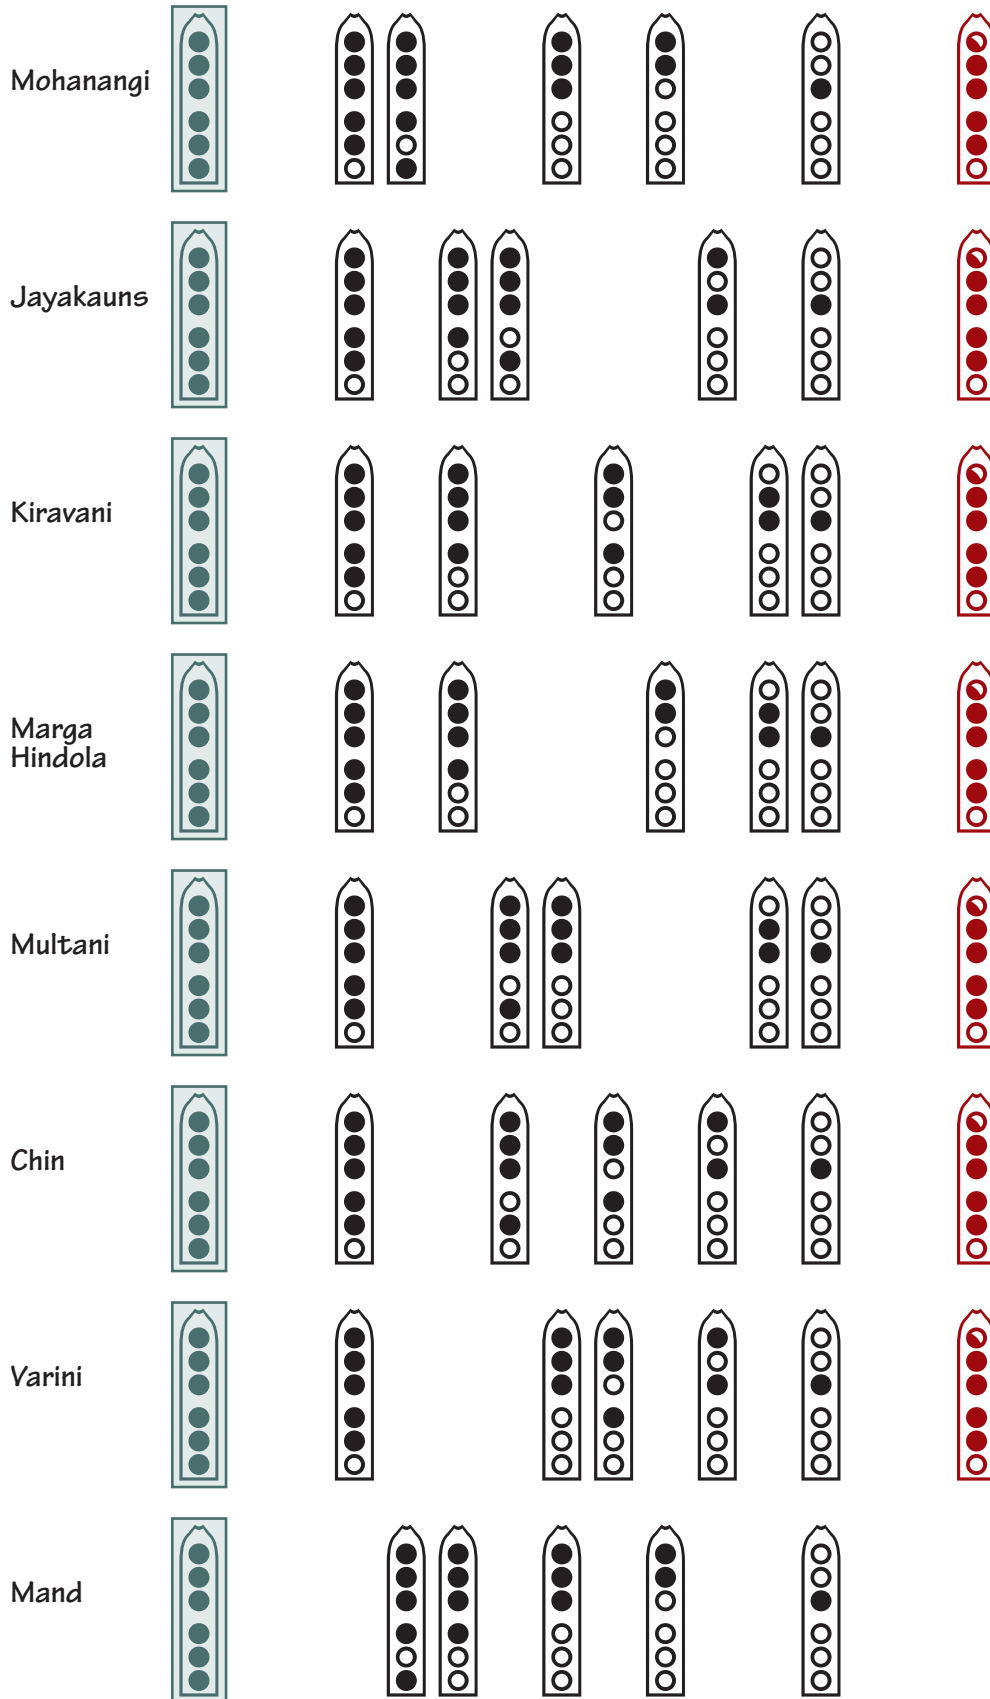 Mohanangi
Jayakauns
Kiravani
Marga
Hindola
Multani
Chin
Varini
Mand